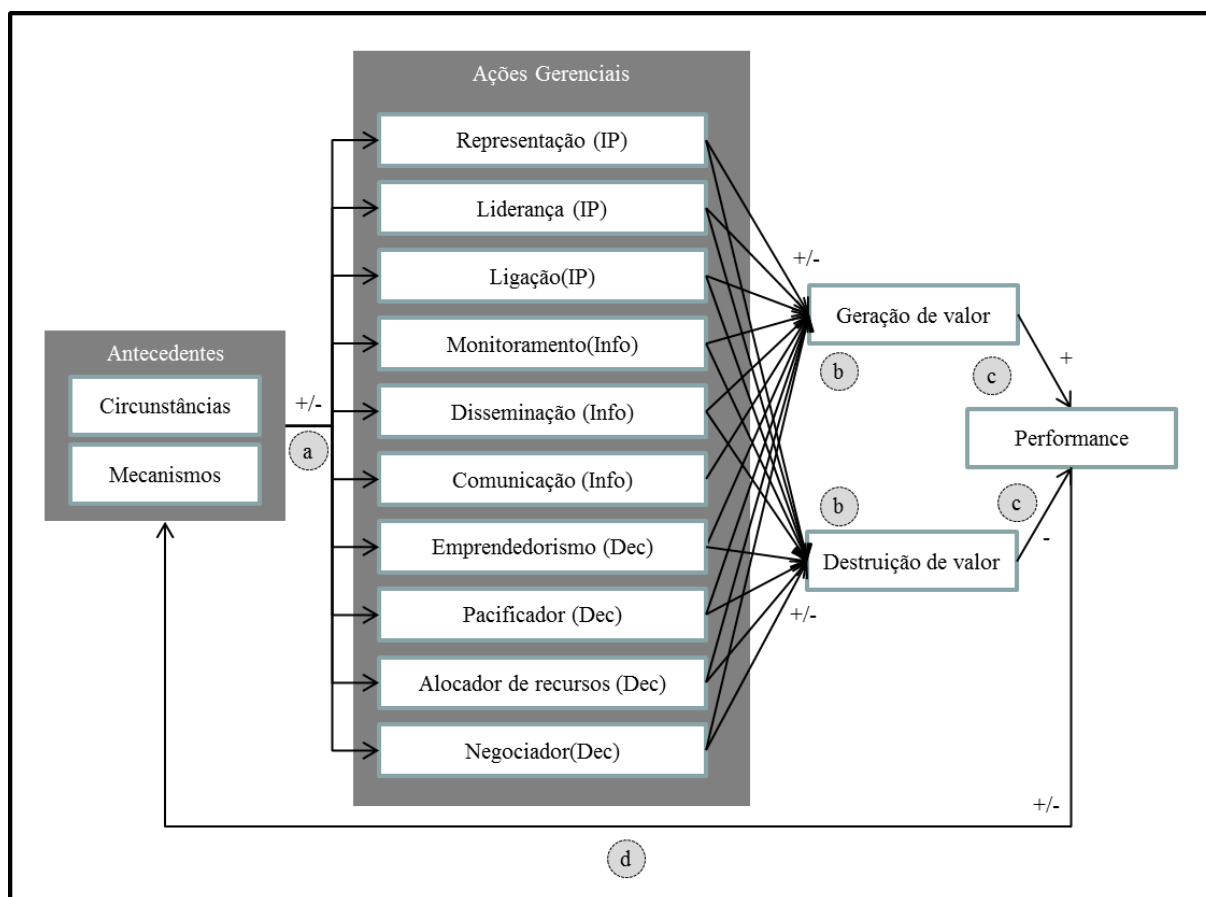 Ações Gerenciais
Representação (IP)
Liderança (IP)
Ligação(IP)
Monitoramento(Info)
Disseminação (Info)
Comunicação (Info)
Emprendedorismo (Dec)
Pacificador (Dec)
Alocador de recursos (Dec)
Negociador(Dec)
Antecedentes
Circunstâncias
Mecanismos
+/-
a
+/-
Geração de valor
b
c
+
Performance
b
c
-
Destruição de valor
+/-
+/-
d